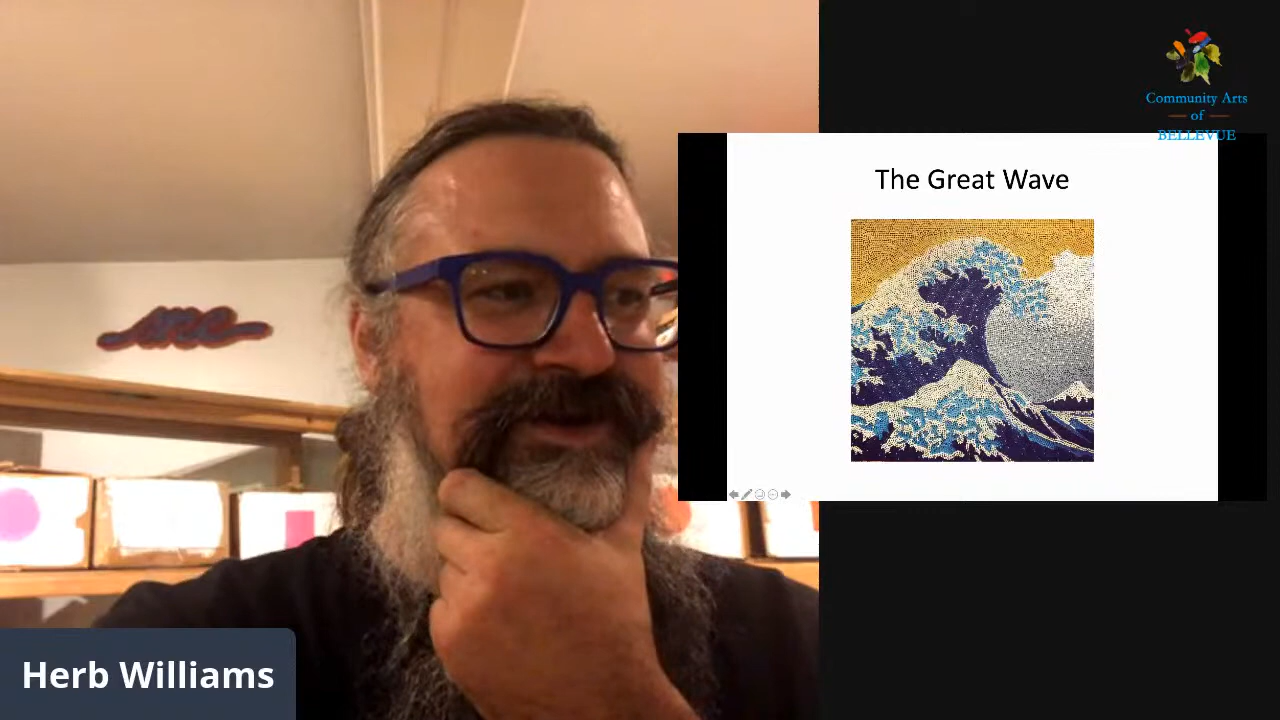 Community Arts
of
BELLEVUE
The Great Wave
Herb Williams